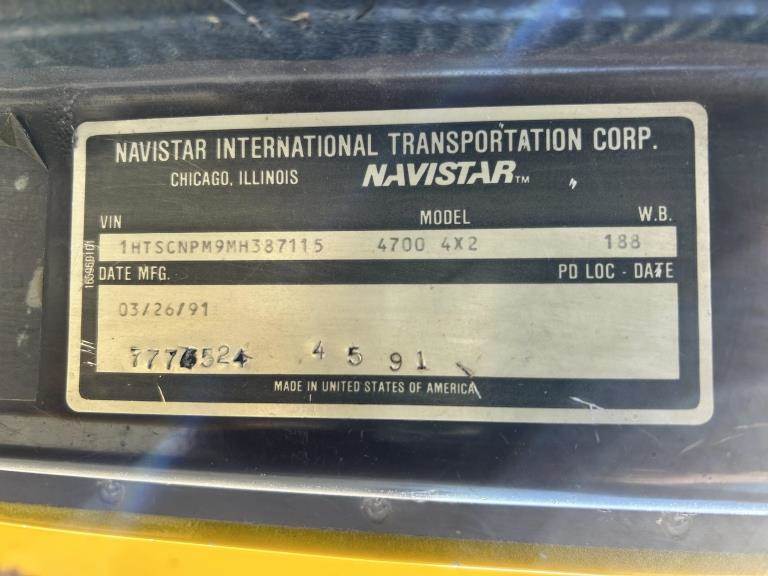 NAVISTAR INTERNATIONAL TRANSPORTATION CORP.
CHICAGO, ILLINOIS NAVISTAR™
VIN MODEL W.B.
1HTSCNPM9MH387115 4700 4X2 188
DATE MFG. PD LOC - DATE
03/26/91
4 5 91
MADE IN UNITED STATES OF AMERICA